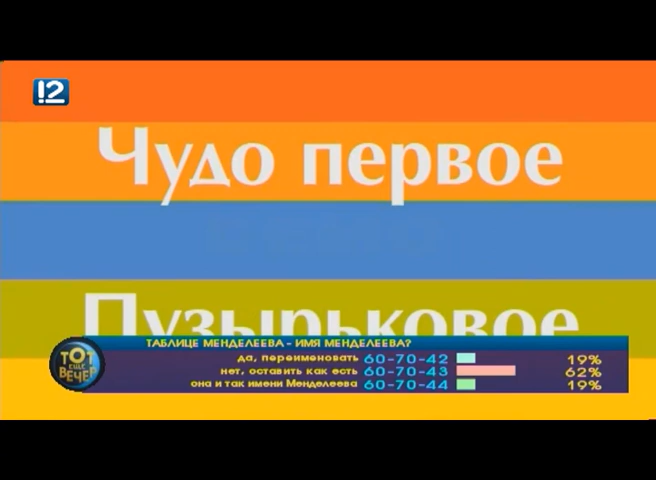 12
Чудо первое
Пузырьковое
ТАБЛИЦЕ МЕНДЕЛЕЕВА - ИМЯ МЕНДЕЛЕЕВА?
да, переименовать 60-70-42 19%
нет, оставить как есть 60-70-43 62%
она и так имени Менделеева 60-70-44 19%
ТОТ
ЕЩЕ
ВЕЧЕР